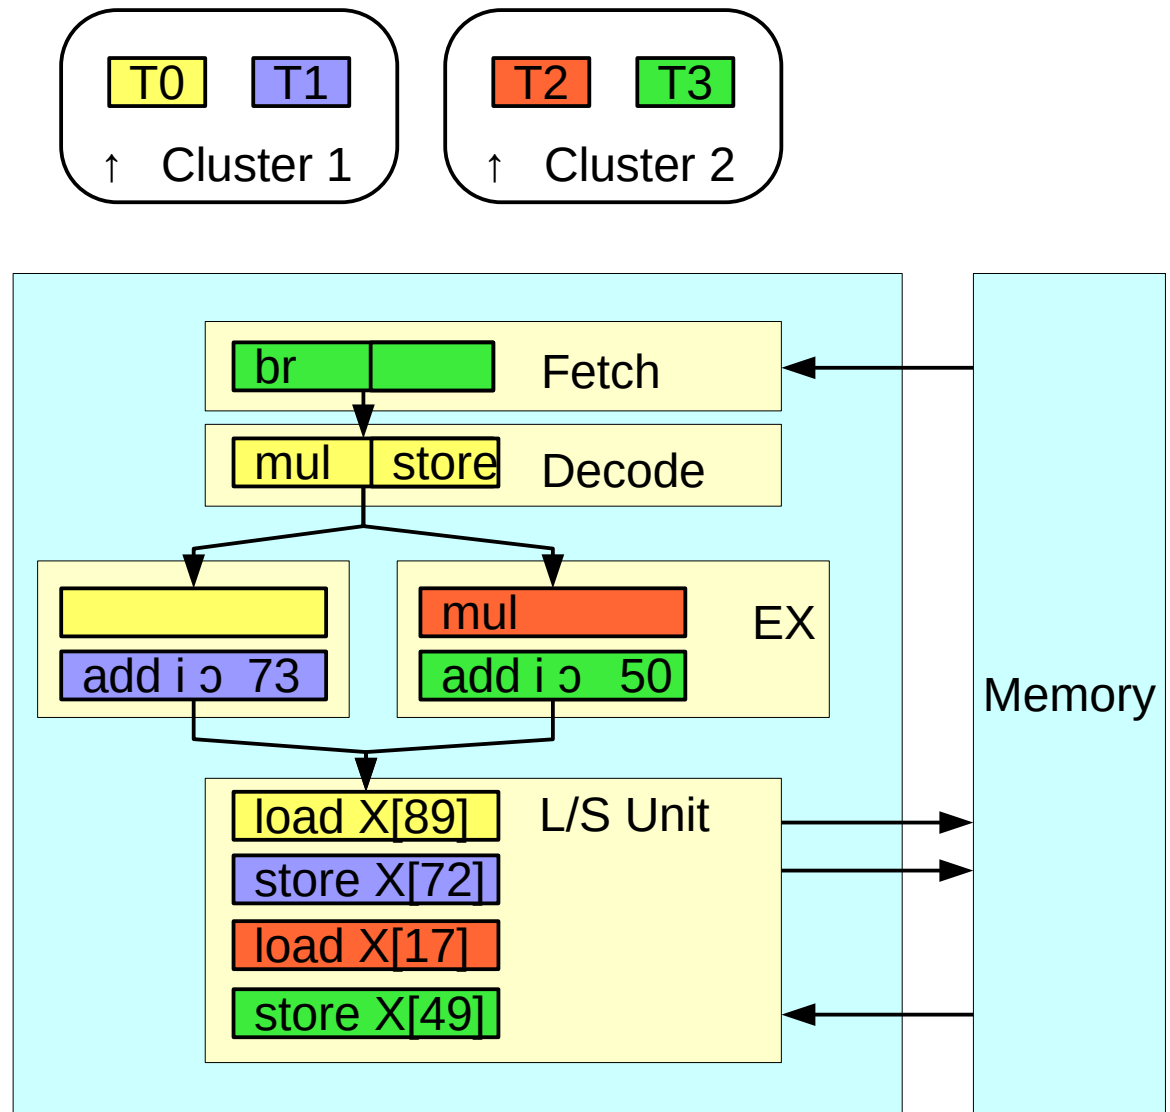 T0 T1 T2 T3
↑ Cluster 1 ↑ Cluster 2
br Fetch
mul store Decode
mul EX
add i ɔ 73 add i ɔ 50
Memory
load X[89] L/S Unit
store X[72]
load X[17]
store X[49]